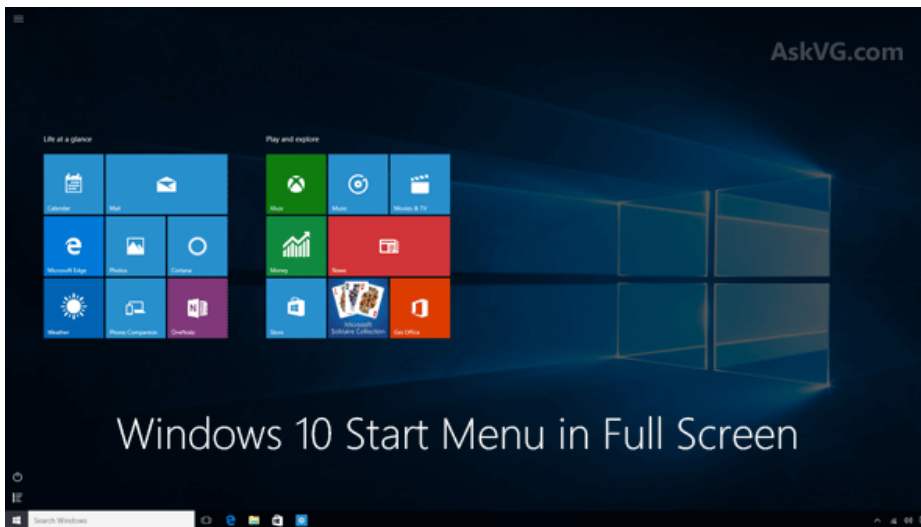 AskVG.com
Life at a glance
Play and explore
Calendar
Mail
Xbox
Music
Movies & TV
Microsoft Edge
Photos
Cortana
Money
News
Weather
Phone Companion
OneNote
Store
Microsoft
Solitaire Collection
Get Office
Windows 10 Start Menu in Full Screen
Search Windows